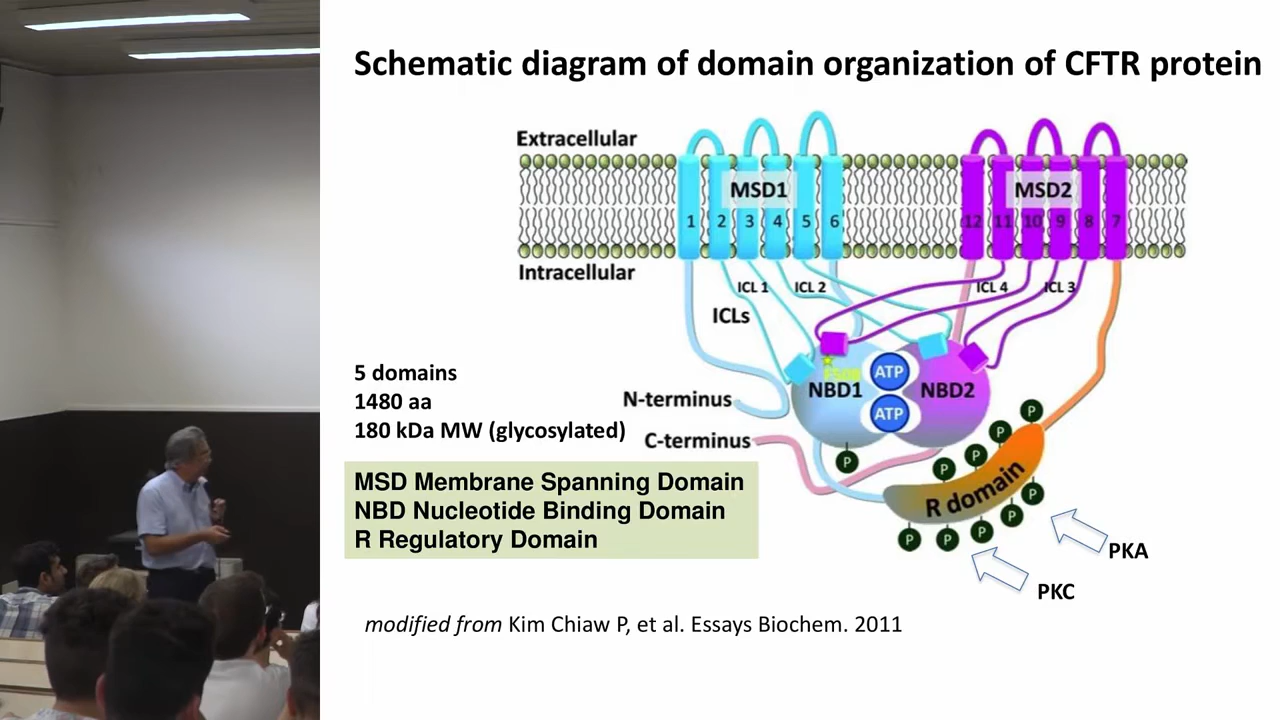 Schematic diagram of domain organization of CFTR protein
Extracellular
MSD1
MSD2
1 2 3 4 5 6
12 11 10 9 8 7
Intracellular
ICL 1
ICL 2
ICL 4
ICL 3
ICLs
5 domains
1480 aa
180 kDa MW (glycosylated)
F508
ATP
NBD1
NBD2
ATP
N-terminus
C-terminus
P
P
P
P
P
P
P
P
P
P
R domain
PKA
PKC
MSD Membrane Spanning Domain
NBD Nucleotide Binding Domain
R Regulatory Domain
modified from Kim Chiaw P, et al. Essays Biochem. 2011